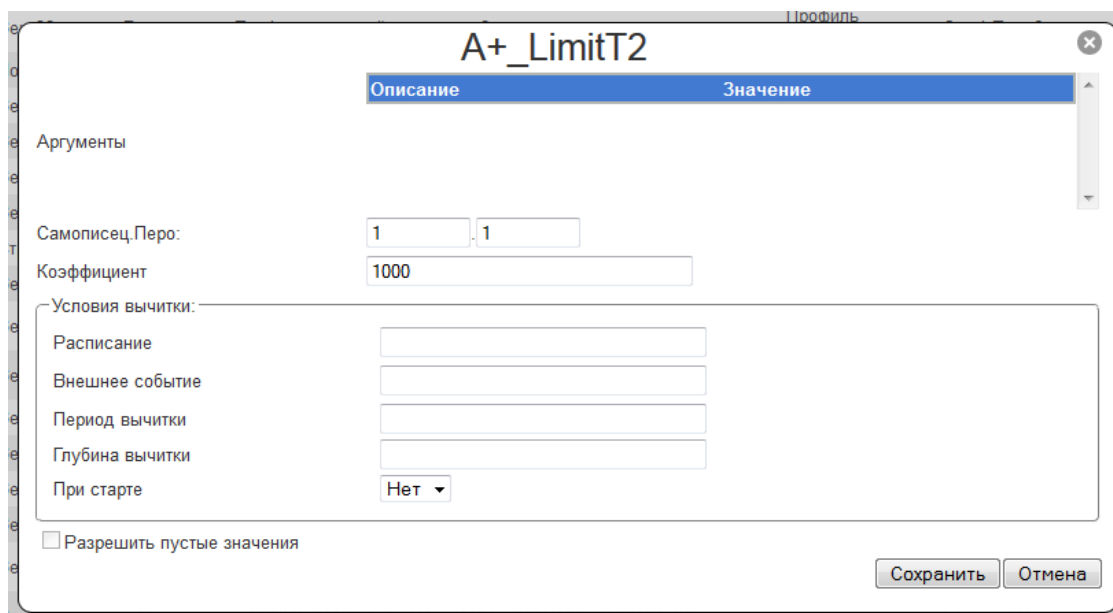 Профиль
A+_LimitT2
Описание Значение
Аргументы
Самописец.Перо: 1 . 1
Коэффициент 1000
Условия вычитки:
Расписание
Внешнее событие
Период вычитки
Глубина вычитки
При старте Нет
Разрешить пустые значения
Сохранить Отмена